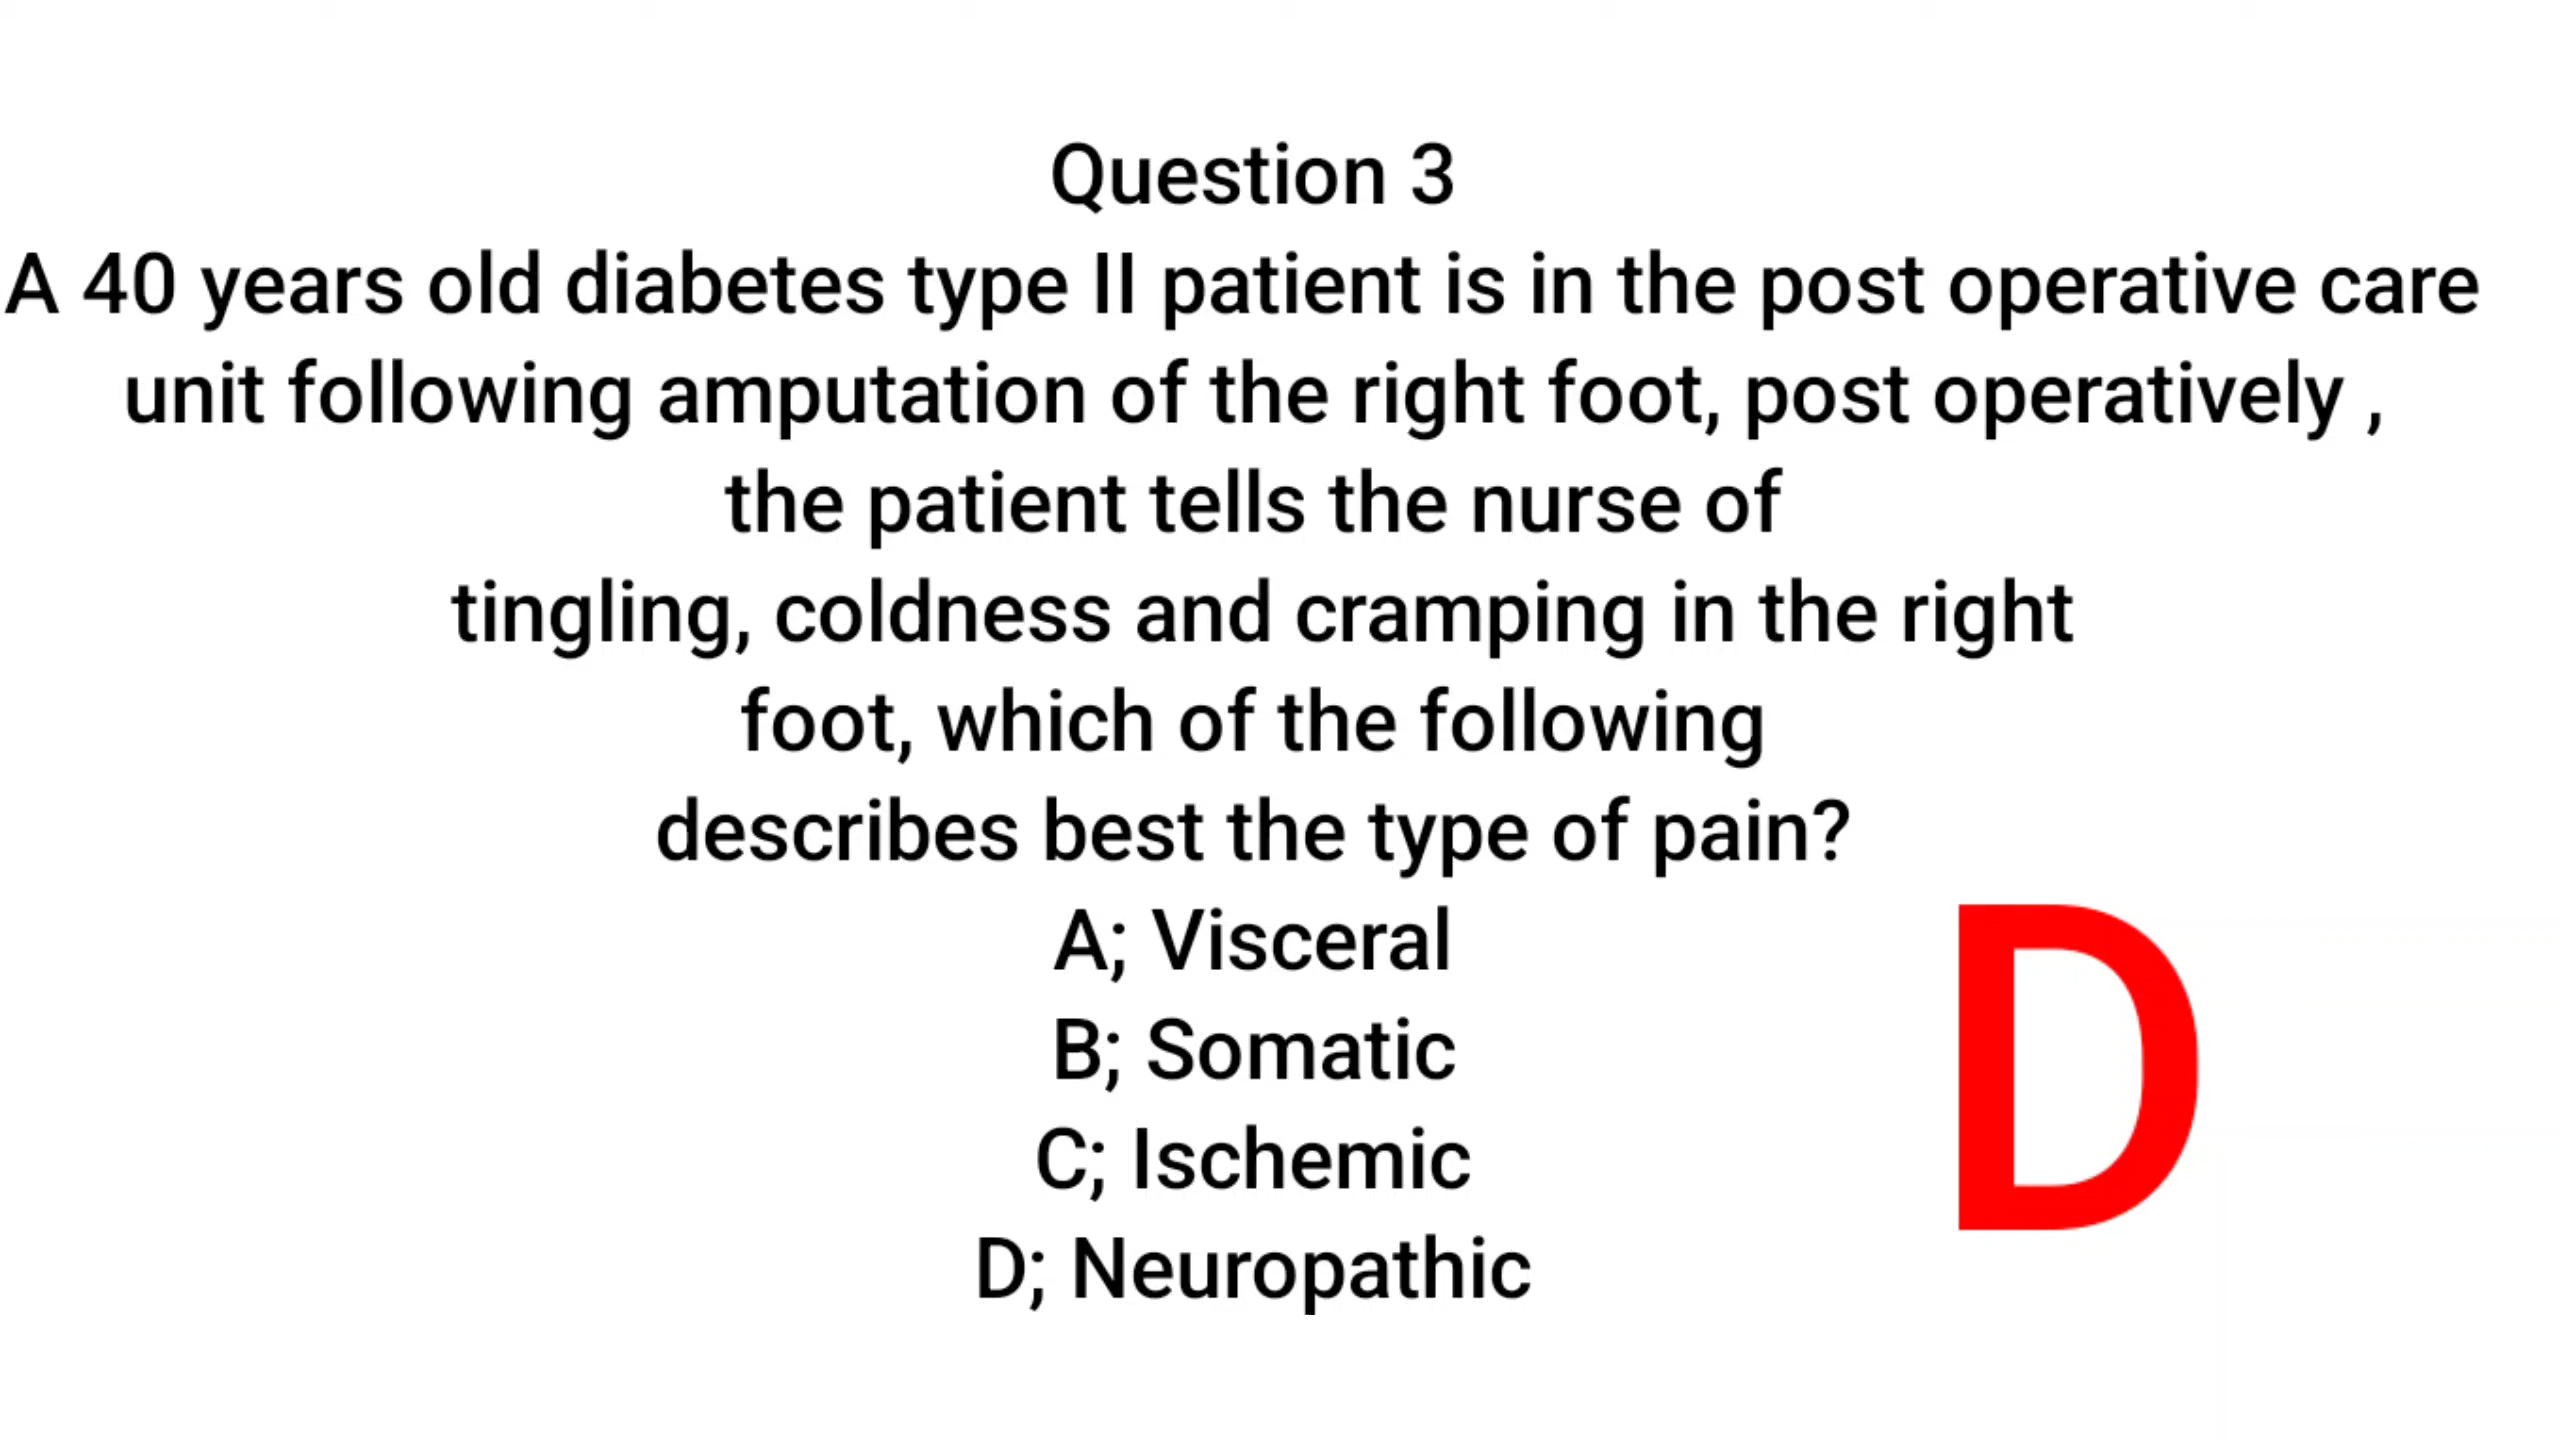 Question 3
A 40 years old diabetes type II patient is in the post operative care
unit following amputation of the right foot, post operatively ,
the patient tells the nurse of
tingling, coldness and cramping in the right
foot, which of the following
describes best the type of pain?
A; Visceral
B; Somatic
C; Ischemic
D; Neuropathic
D